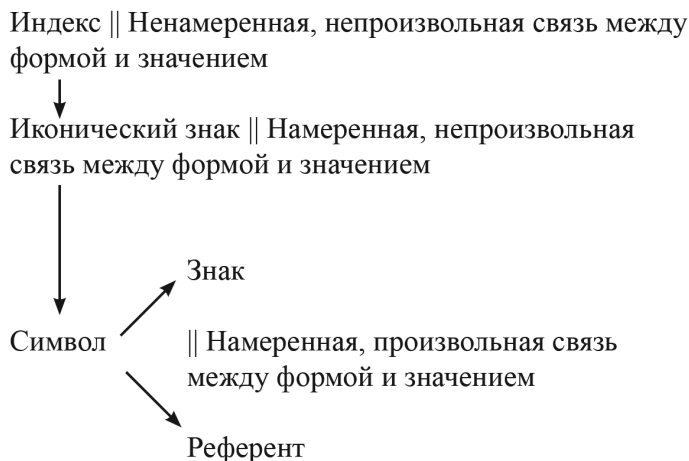 Индекс || Ненамеренная, непроизвольная связь между
формой и значением
Иконический знак || Намеренная, непроизвольная
связь между формой и значением
Знак
Символ || Намеренная, произвольная связь
между формой и значением
Референт